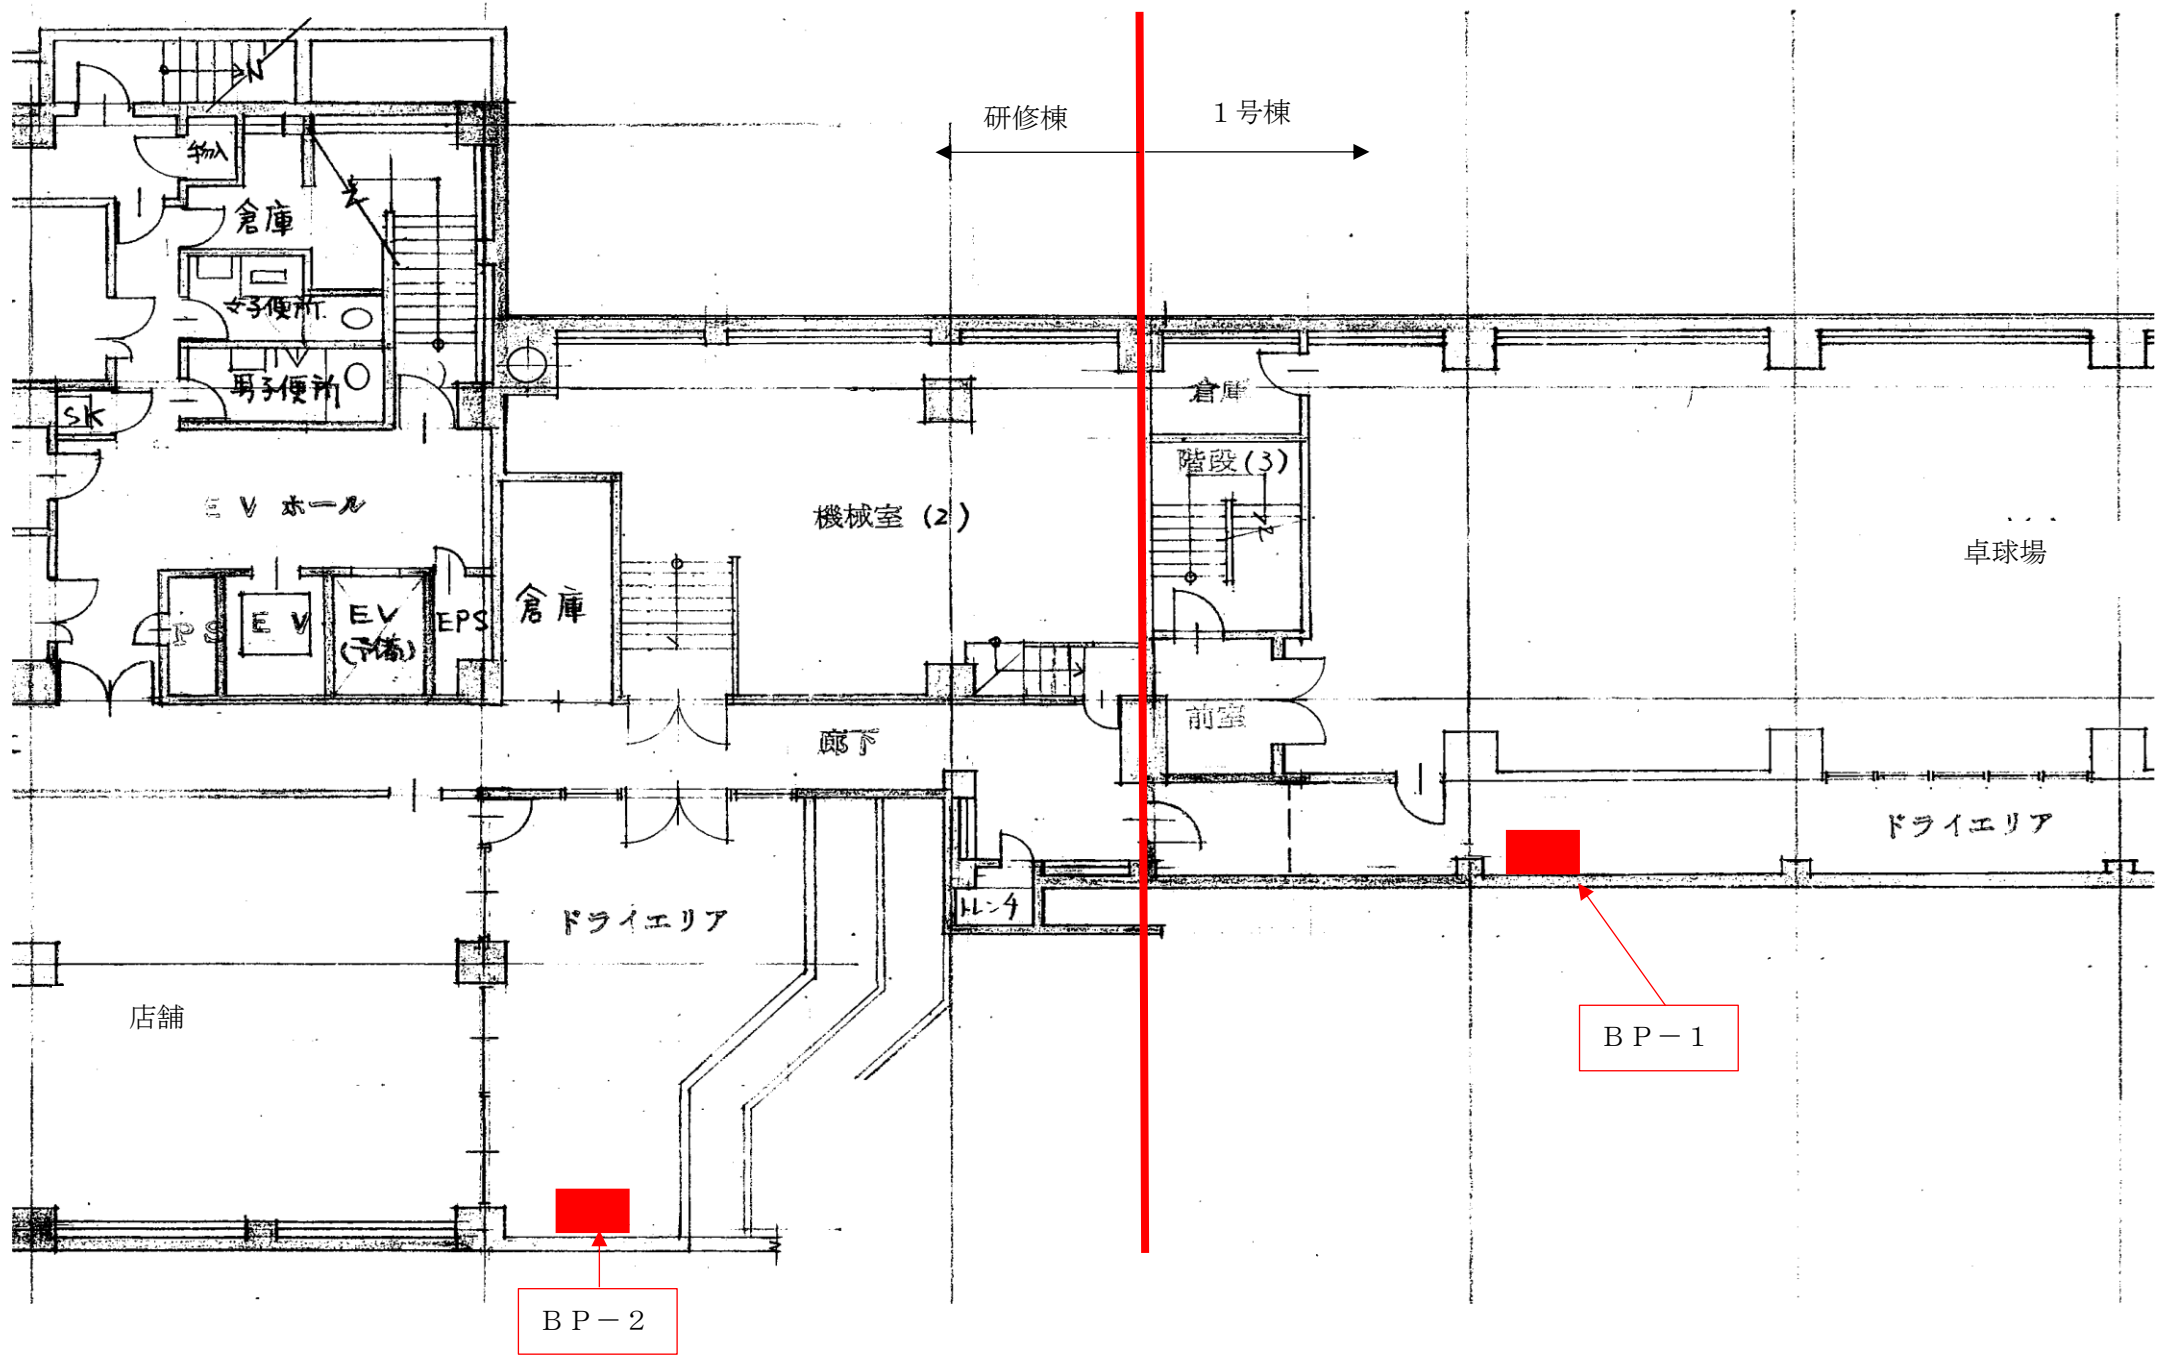 研修棟
１号棟
物入
倉庫
女子便所
男子便所
SK
倉庫
階段(3)
EVホール
機械室(2)
卓球場
PS
EV
EV
(予備)
EPS
倉庫
前室
廊下
ドライエリア
トレンチ
ドライエリア
店舗
ＢＰ－１
ＢＰ－２